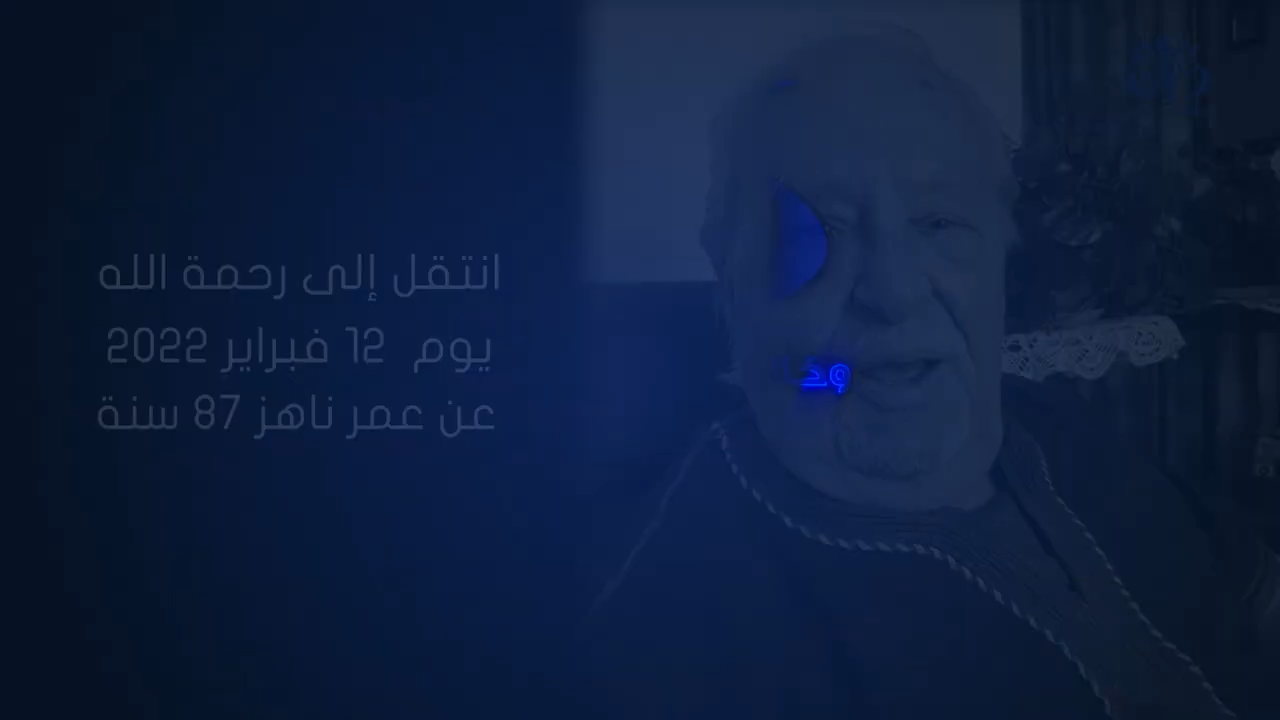 انتقل إلى رحمة الله
يوم 12 فبراير 2022
عن عمر ناهز 87 سنة